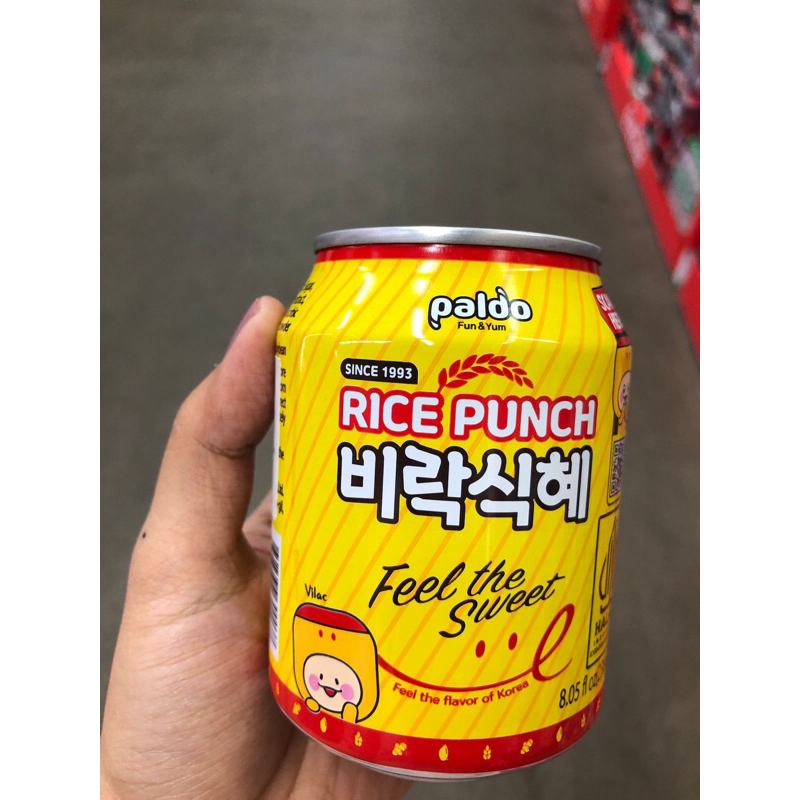 paldo
Fun & Yum
SINCE 1993
RICE PUNCH
비락식혜
Feel the
Sweet
Vilac
Feel the flavor of Korea
8.05 fl oz